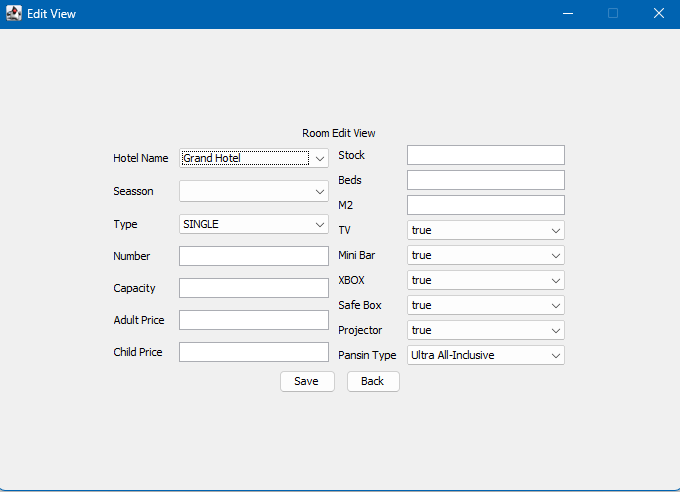 Edit View
Room Edit View
Hotel Name Grand Hotel
Seasson
Type SINGLE
Number
Capacity
Adult Price
Child Price
Stock
Beds
M2
TV true
Mini Bar true
XBOX true
Safe Box true
Projector true
Pansin Type Ultra All-Inclusive
Save Back